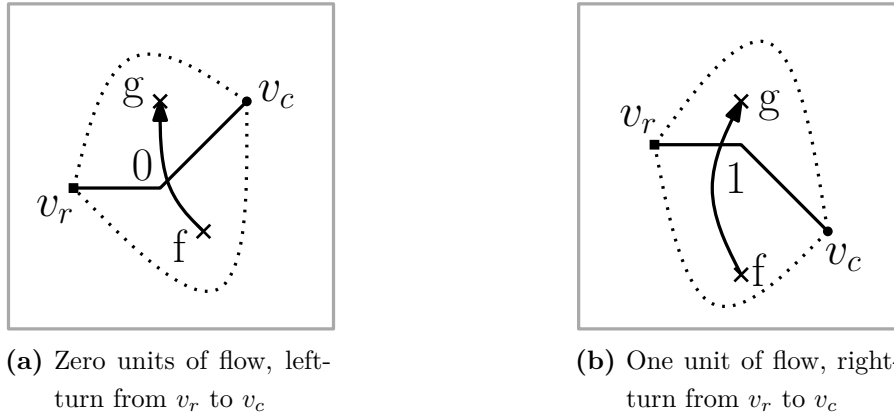 g
v_c
0
v_r
f
g
v_r
1
v_c
f
(a) Zero units of flow, left-
turn from v_r to v_c
(b) One unit of flow, right-
turn from v_r to v_c